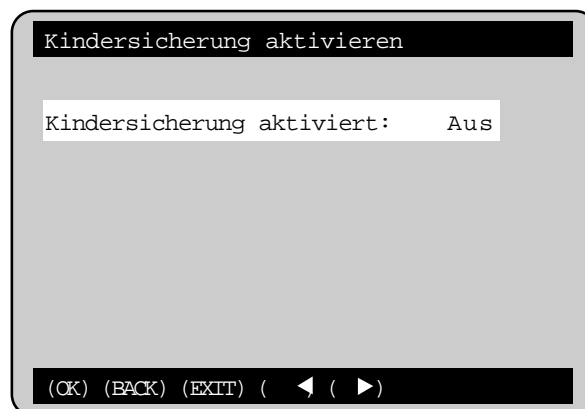 Kindersicherung aktivieren
Kindersicherung aktiviert: Aus
(OK) (BACK) (EXIT) ( ◀ ( ▶)